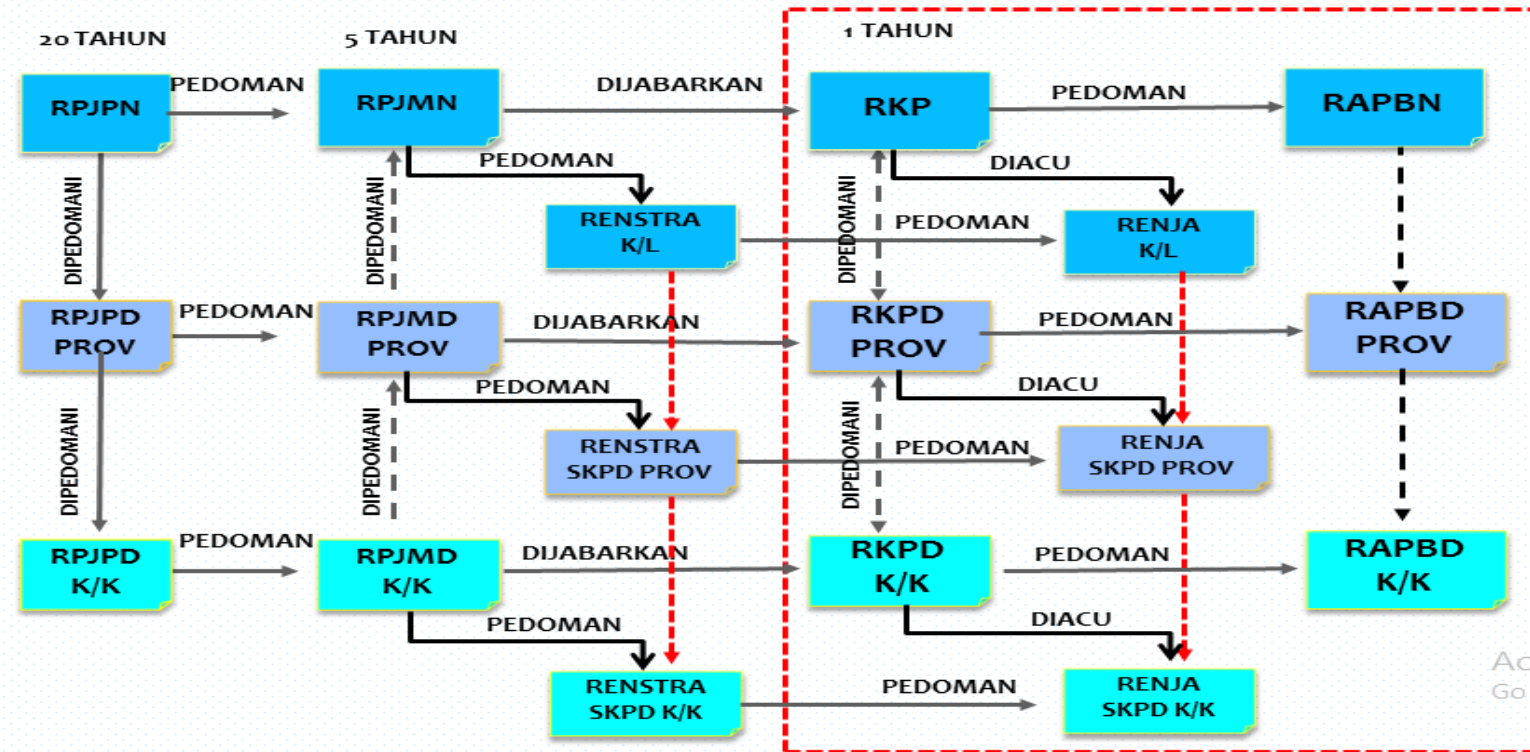 20 TAHUN
5 TAHUN
1 TAHUN
RPJPN
PEDOMAN
RPJMN
DIJABARKAN
RKP
PEDOMAN
RAPBN
PEDOMAN
DIACU
DIPEDOMANI
DIPEDOMANI
DIPEDOMANI
RENSTRA
K/L
PEDOMAN
RENJA
K/L
RPJPD
PROV
PEDOMAN
RPJMD
PROV
DIJABARKAN
RKPD
PROV
PEDOMAN
RAPBD
PROV
PEDOMAN
DIACU
DIPEDOMANI
DIPEDOMANI
DIPEDOMANI
RENSTRA
SKPD PROV
PEDOMAN
RENJA
SKPD PROV
RPJPD
K/K
PEDOMAN
RPJMD
K/K
DIJABARKAN
RKPD
K/K
PEDOMAN
RAPBD
K/K
PEDOMAN
DIACU
RENSTRA
SKPD K/K
PEDOMAN
RENJA
SKPD K/K
Go